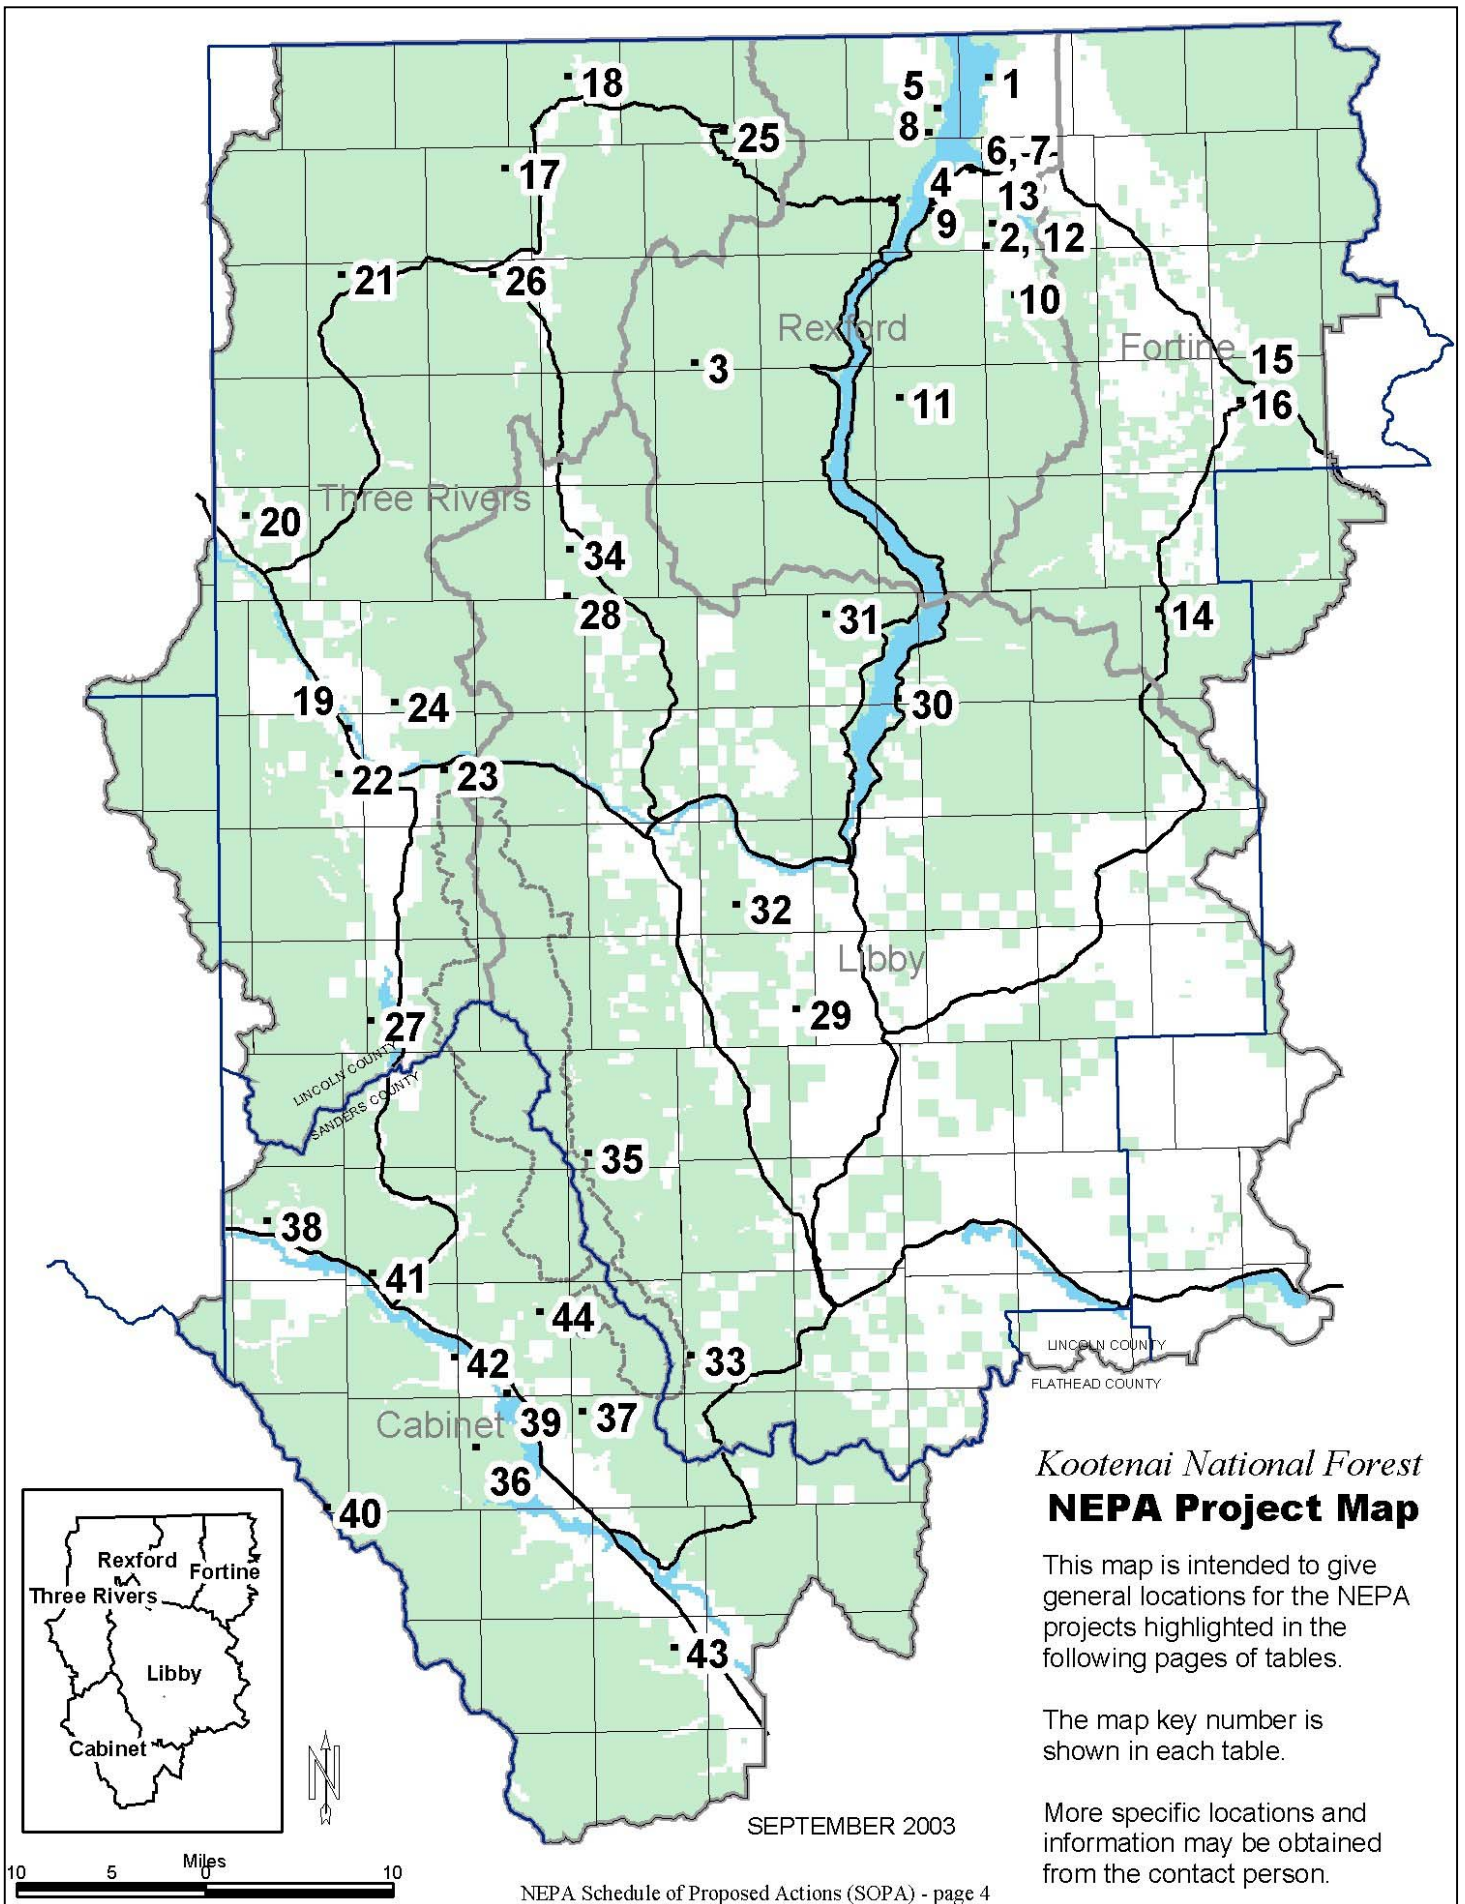 18
5
1
8
25
6, 7
17
4
13
9
2, 12
21
26
10
Rexford
Fortine
3
15
11
16
Three Rivers
20
34
28
31
14
19
24
30
22
23
32
Libby
29
27
LINCOLN COUNTY
SANDERS COUNTY
35
38
41
44
42
33
LINCOLN COUNTY
FLATHEAD COUNTY
Cabinet
39
37
36
40
43
Kootenai National Forest
NEPA Project Map
This map is intended to give
general locations for the NEPA
projects highlighted in the
following pages of tables.
The map key number is
shown in each table.
More specific locations and
information may be obtained
from the contact person.
Rexford
Fortine
Three Rivers
Libby
Cabinet
N
SEPTEMBER 2003
Miles
10 5 0 10
NEPA Schedule of Proposed Actions (SOPA) - page 4